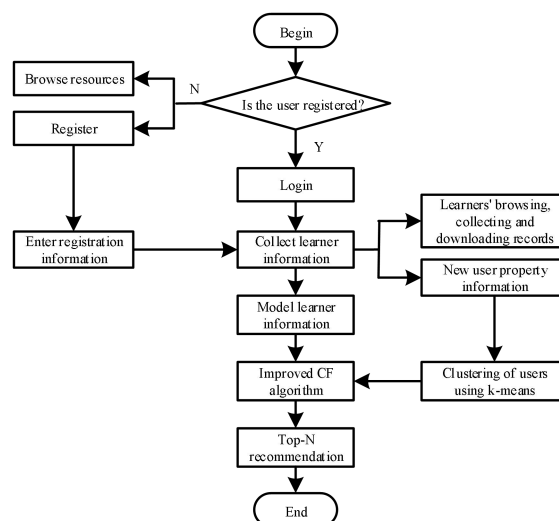 Begin
Browse resources
N
Is the user registered?
Register
Y
Login
Learners' browsing,
collecting and
downloading records
Enter registration
information
Collect learner
information
New user property
information
Model learner
information
Improved CF
algorithm
Clustering of users
using k-means
Top-N
recommendation
End